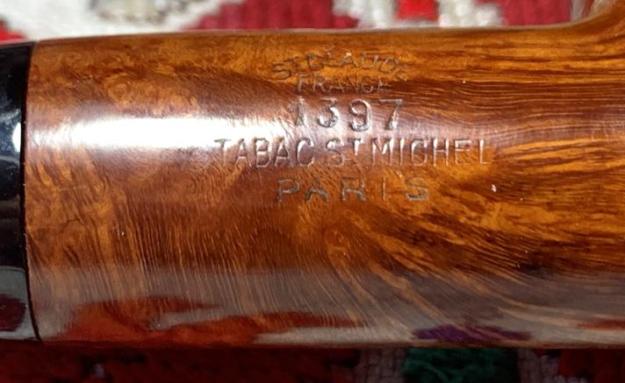 ST CLAUDE
FRANCE
1397
TABAC ST MICHEL
PARIS